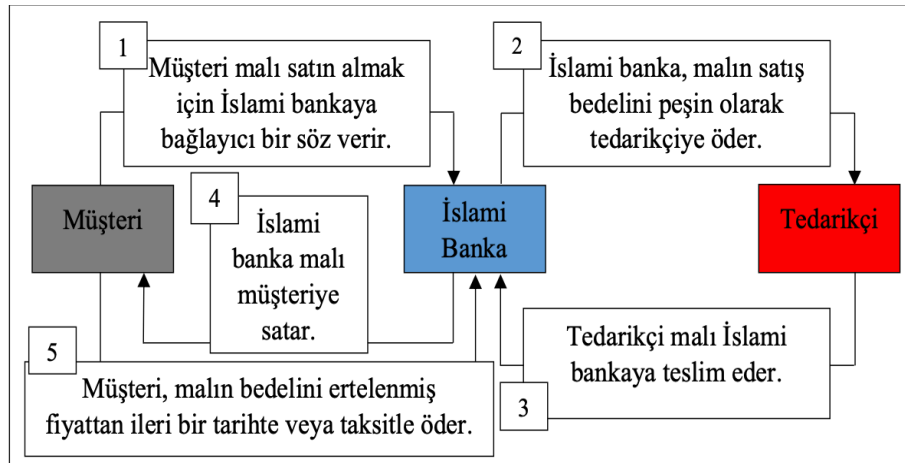 1
Müşteri malı satın almak
için İslami bankaya
bağlayıcı bir söz verir.
2
İslami banka, malın satış
bedelini peşin olarak
tedarikçiye öder.
Müşteri
4
İslami
banka malı
müşteriye
satar.
İslami
Banka
Tedarikçi
Tedarikçi malı İslami
bankaya teslim eder.
3
5
Müşteri, malın bedelini ertelenmiş
fiyattan ileri bir tarihte veya taksitle öder.